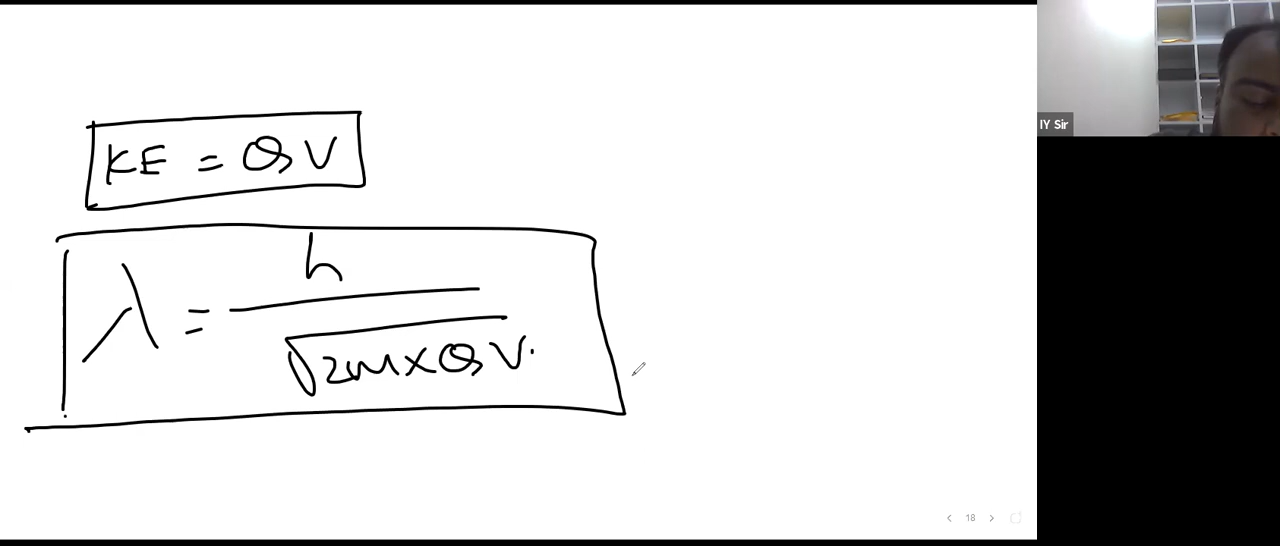 KE = QV
λ = h / √2m×QV.
IY Sir
18